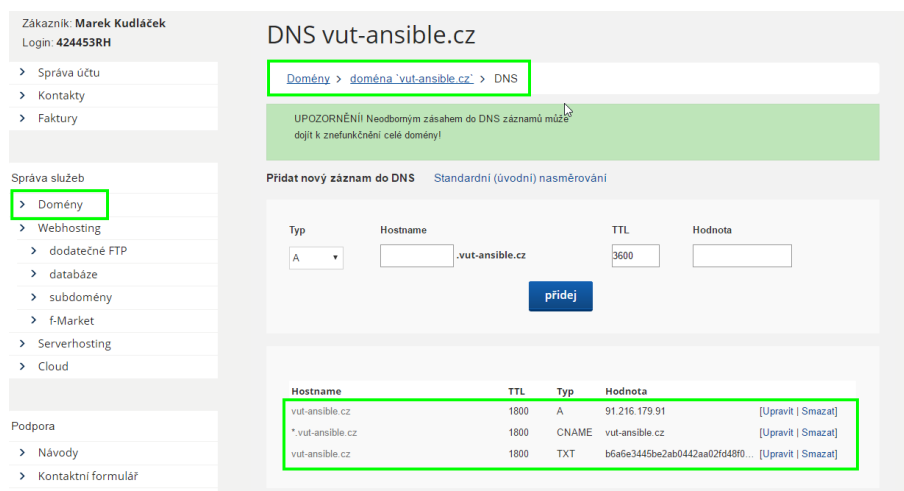 Zákazník: Marek Kudláček
Login: 424453RH
Správa účtu
Kontakty
Faktury
Správa služeb
Domény
Webhosting
dodatečné FTP
databáze
subdomény
f-Market
Serverhosting
Cloud
Podpora
Návody
Kontaktní formulář
DNS vut-ansible.cz
Domény > doména `vut-ansible.cz` > DNS
UPOZORNĚNÍ! Neodborným zásahem do DNS záznamů může
dojít k znefunkčnění celé domény!
Přidat nový záznam do DNS Standardní (úvodní) nasměrování
Typ Hostname TTL Hodnota
A .vut-ansible.cz 3600
přidej
Hostname TTL Typ Hodnota
vut-ansible.cz 1800 A 91.216.179.91 [Upravit | Smazat]
*.vut-ansible.cz 1800 CNAME vut-ansible.cz [Upravit | Smazat]
vut-ansible.cz 1800 TXT b6a6e3445be2ab0442aa02fd48f0... [Upravit | Smazat]